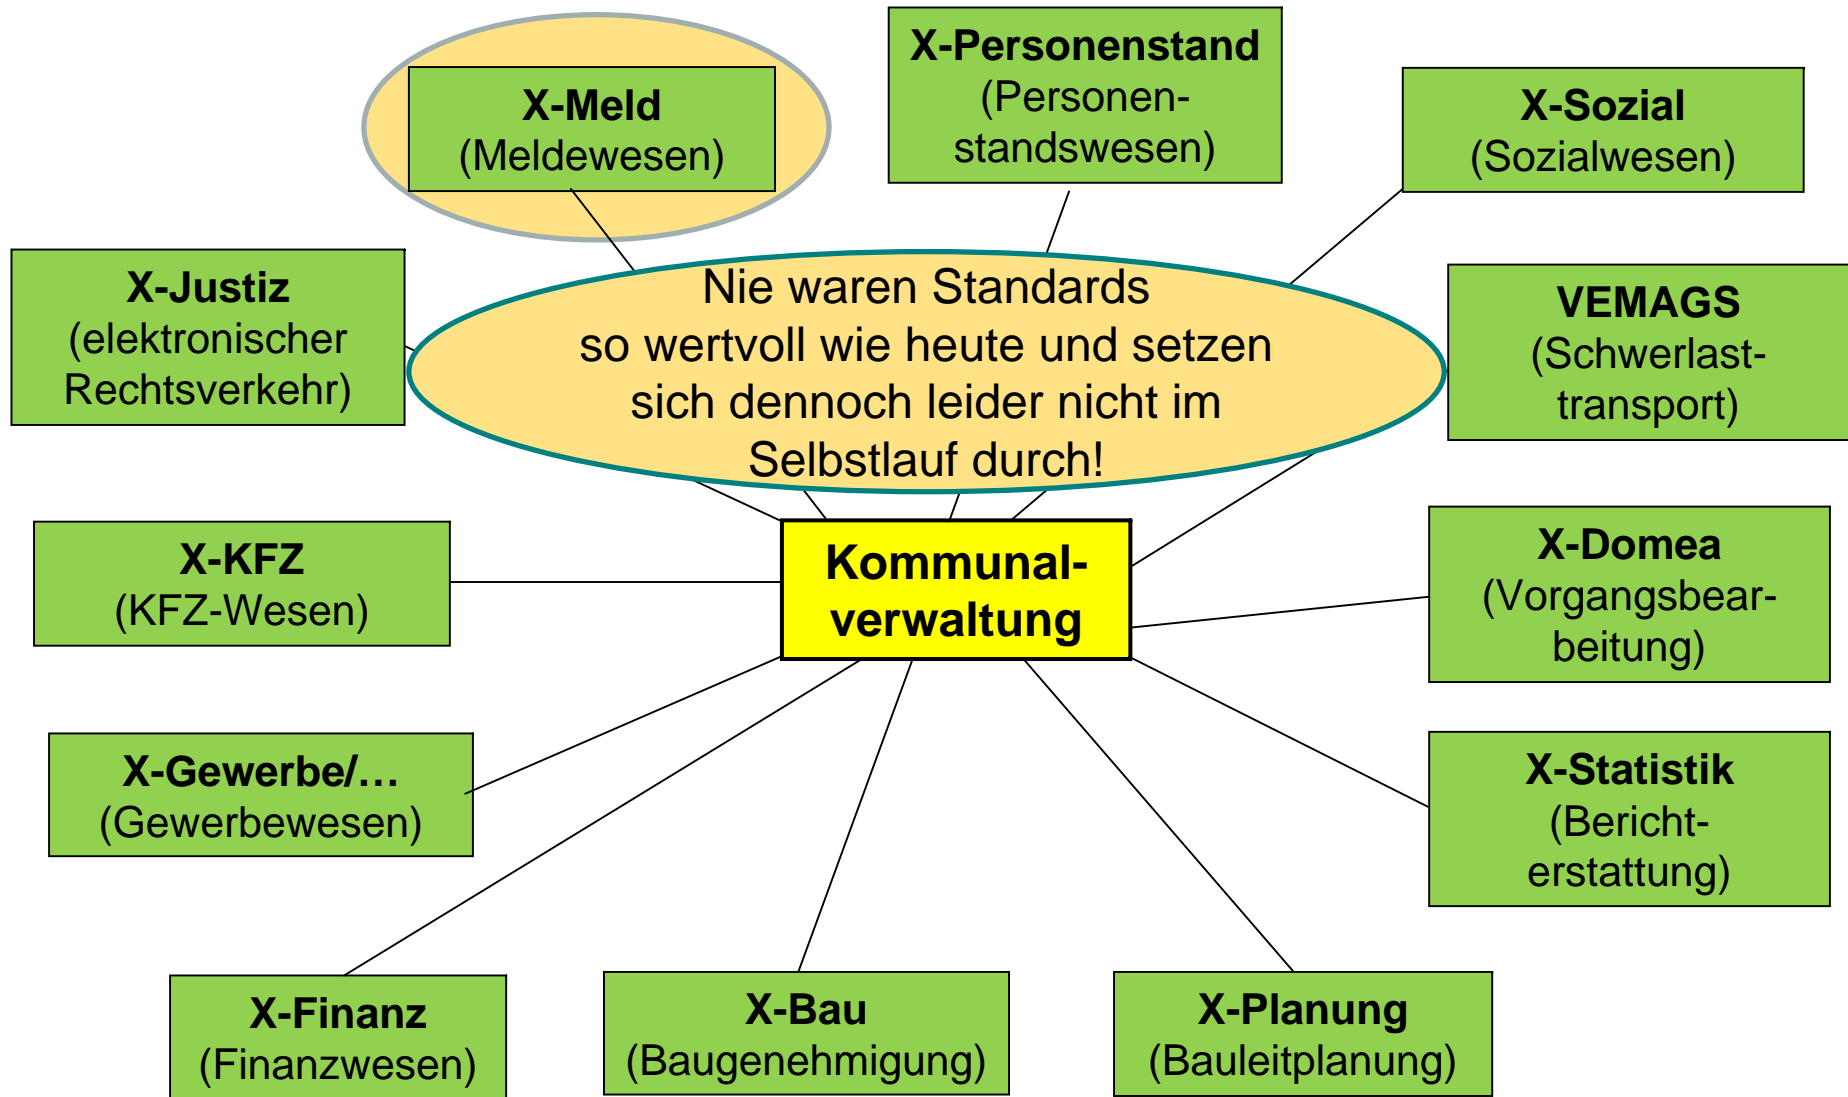 X-Meld
(Meldewesen)
X-Personenstand
(Personen-
standswesen)
X-Sozial
(Sozialwesen)
X-Justiz
(elektronischer
Rechtsverkehr)
Nie waren Standards
so wertvoll wie heute und setzen
sich dennoch leider nicht im
Selbstlauf durch!
VEMAGS
(Schwerlast-
transport)
X-KFZ
(KFZ-Wesen)
Kommunal-
verwaltung
X-Domea
(Vorgangsbear-
beitung)
X-Gewerbe/...
(Gewerbewesen)
X-Statistik
(Bericht-
erstattung)
X-Finanz
(Finanzwesen)
X-Bau
(Baugenehmigung)
X-Planung
(Bauleitplanung)